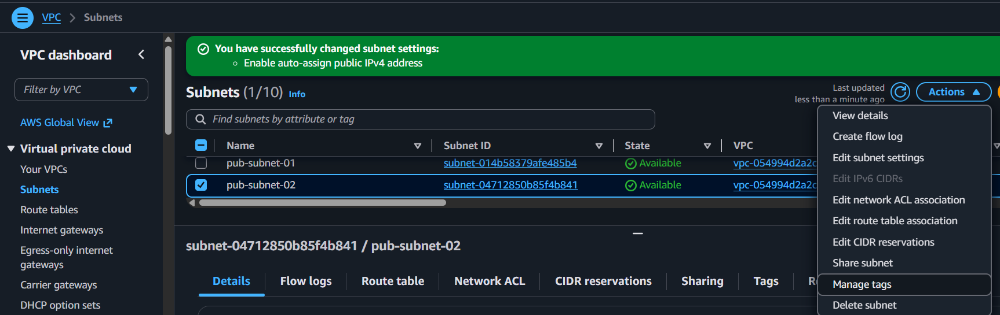 VPC > Subnets
VPC dashboard
Filter by VPC
AWS Global View
Virtual private cloud
Your VPCs
Subnets
Route tables
Internet gateways
Egress-only internet
gateways
Carrier gateways
DHCP option sets
You have successfully changed subnet settings:
Enable auto-assign public IPv4 address
Subnets (1/10) Info
Last updated
less than a minute ago
Actions
Find subnets by attribute or tag
Name Subnet ID State VPC
pub-subnet-01 subnet-014b58379afe485b4 Available vpc-054994d2a2c
pub-subnet-02 subnet-04712850b85f4b841 Available vpc-054994d2a2c
View details
Create flow log
Edit subnet settings
Edit IPv6 CIDRs
Edit network ACL association
Edit route table association
Edit CIDR reservations
Share subnet
Manage tags
Delete subnet
subnet-04712850b85f4b841 / pub-subnet-02
Details Flow logs Route table Network ACL CIDR reservations Sharing Tags